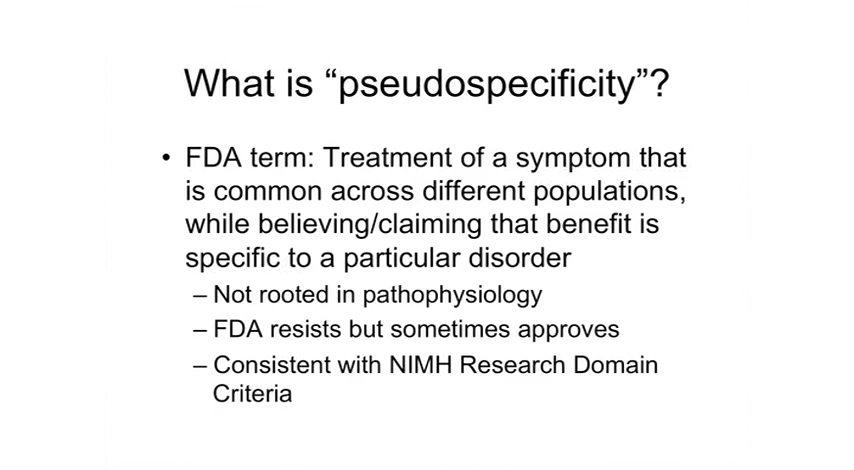 What is “pseudospecificity”?
• FDA term: Treatment of a symptom that
is common across different populations,
while believing/claiming that benefit is
specific to a particular disorder
– Not rooted in pathophysiology
– FDA resists but sometimes approves
– Consistent with NIMH Research Domain
Criteria